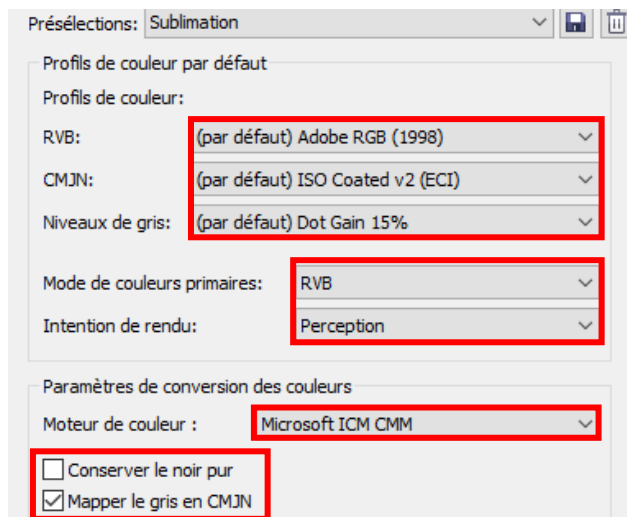 Présélections: Sublimation
Profils de couleur par défaut
Profils de couleur:
RVB: (par défaut) Adobe RGB (1998)
CMJN: (par défaut) ISO Coated v2 (ECI)
Niveaux de gris: (par défaut) Dot Gain 15%
Mode de couleurs primaires: RVB
Intention de rendu: Perception
Paramètres de conversion des couleurs
Moteur de couleur : Microsoft ICM CMM
Conserver le noir pur
Mapper le gris en CMJN